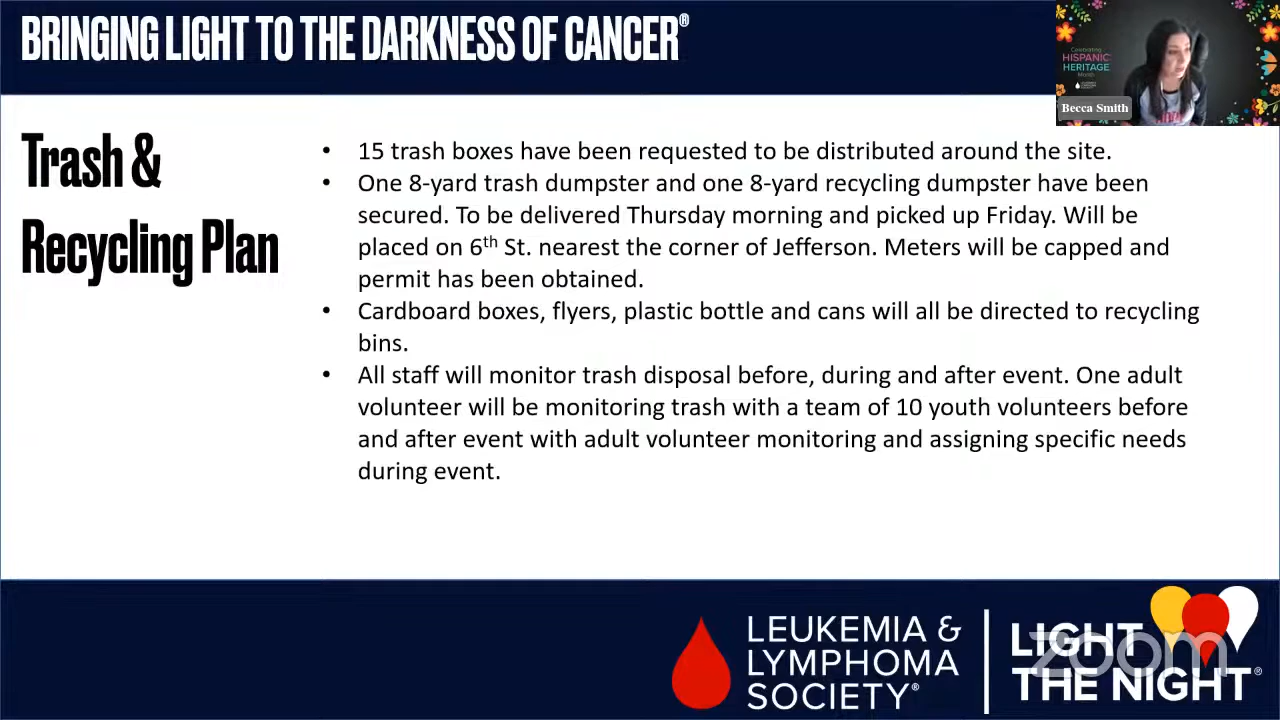 BRINGING LIGHT TO THE DARKNESS OF CANCER®
Celebrating
HISPANIC
HERITAGE
Month
Becca Smith
Trash &
Recycling Plan
• 15 trash boxes have been requested to be distributed around the site.
• One 8-yard trash dumpster and one 8-yard recycling dumpster have been
secured. To be delivered Thursday morning and picked up Friday. Will be
placed on 6th St. nearest the corner of Jefferson. Meters will be capped and
permit has been obtained.
• Cardboard boxes, flyers, plastic bottle and cans will all be directed to recycling
bins.
• All staff will monitor trash disposal before, during and after event. One adult
volunteer will be monitoring trash with a team of 10 youth volunteers before
and after event with adult volunteer monitoring and assigning specific needs
during event.
LEUKEMIA &
LYMPHOMA
SOCIETY®
LIGHT
THE NIGHT®
zoom